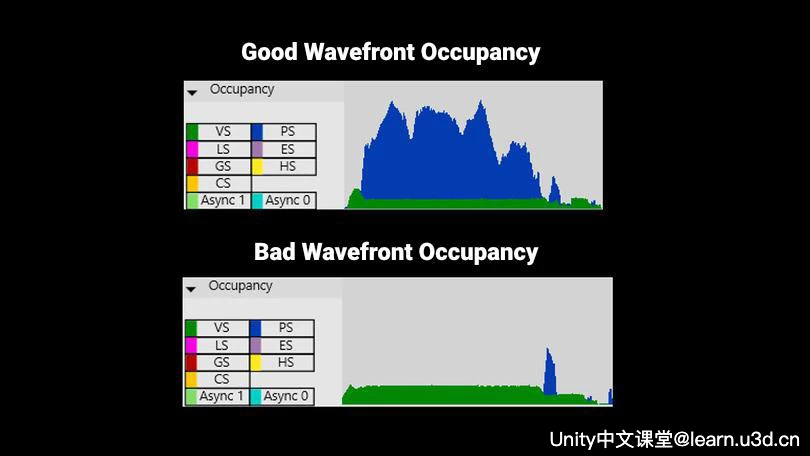 Good Wavefront Occupancy
Occupancy
VS PS
LS ES
GS HS
CS
Async 1 Async 0
Bad Wavefront Occupancy
Occupancy
VS PS
LS ES
GS HS
CS
Async 1 Async 0
Unity中文课堂@learn.u3d.cn